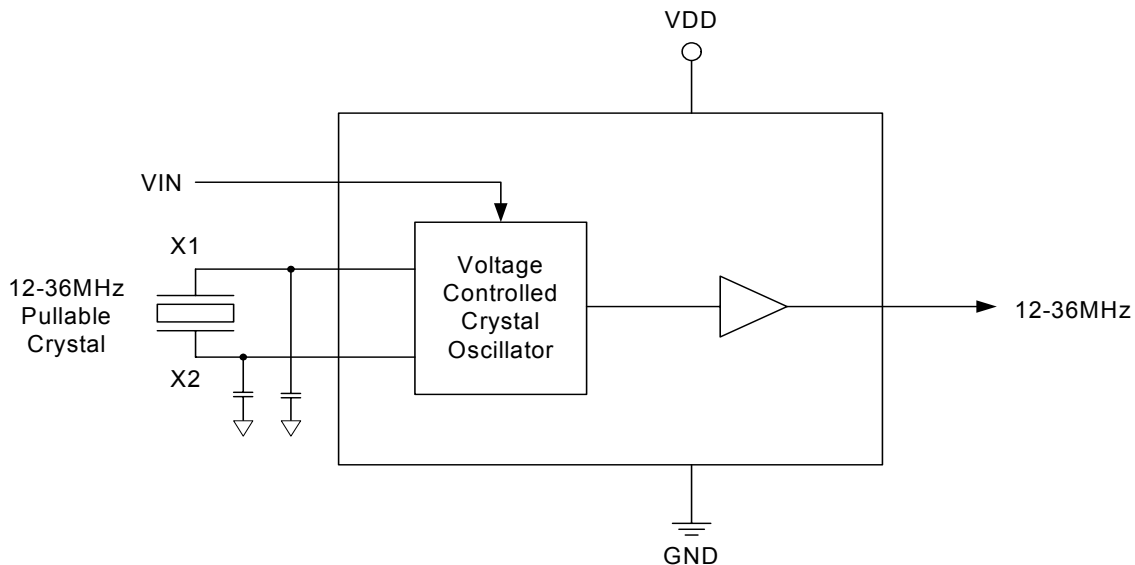 VDD
VIN
X1
12-36MHz
Pullable
Crystal
X2
Voltage
Controlled
Crystal
Oscillator
12-36MHz
GND